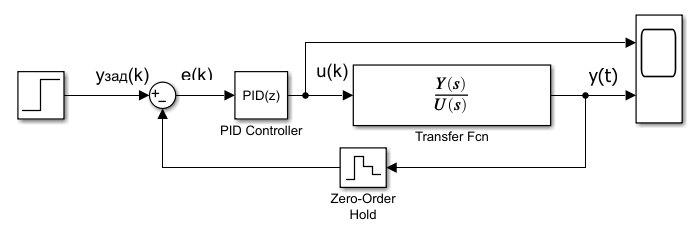 yзад(k)
e(k)
u(k)
y(t)
+
−
PID(z)
Y(s)
U(s)
PID Controller
Transfer Fcn
Zero-Order
Hold